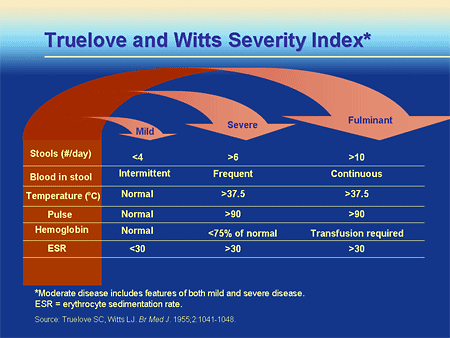 Truelove and Witts Severity Index*
Mild Severe Fulminant
Stools (#/day) <4 >6 >10
Blood in stool Intermittent Frequent Continuous
Temperature (°C) Normal >37.5 >37.5
Pulse Normal >90 >90
Hemoglobin Normal <75% of normal Transfusion required
ESR <30 >30 >30
*Moderate disease includes features of both mild and severe disease.
ESR = erythrocyte sedimentation rate.
Source: Truelove SC, Witts LJ. Br Med J. 1955;2:1041-1048.